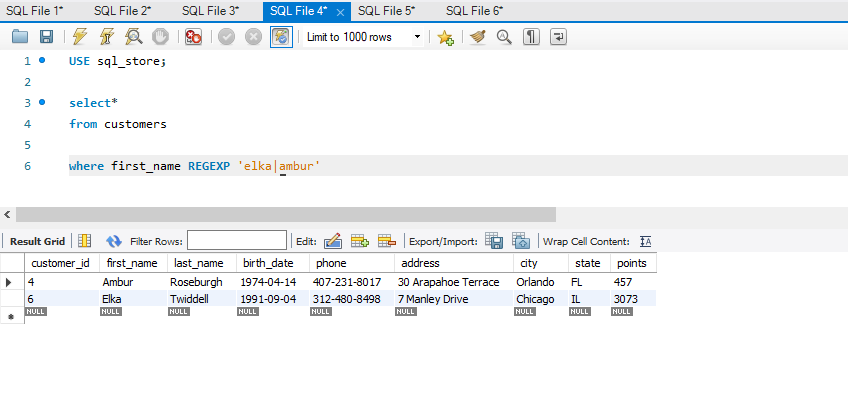 SQL File 1* SQL File 2* SQL File 3* SQL File 4* × SQL File 5* SQL File 6*
Limit to 1000 rows
1 USE sql_store;
2
3 select*
4 from customers
5
6 where first_name REGEXP 'elka|ambur'
Result Grid Filter Rows: Edit: Export/Import: Wrap Cell Content: IA
customer_id first_name last_name birth_date phone address city state points
4 Ambur Roseburgh 1974-04-14 407-231-8017 30 Arapahoe Terrace Orlando FL 457
6 Elka Twiddell 1991-09-04 312-480-8498 7 Manley Drive Chicago IL 3073
NULL NULL NULL NULL NULL NULL NULL NULL NULL